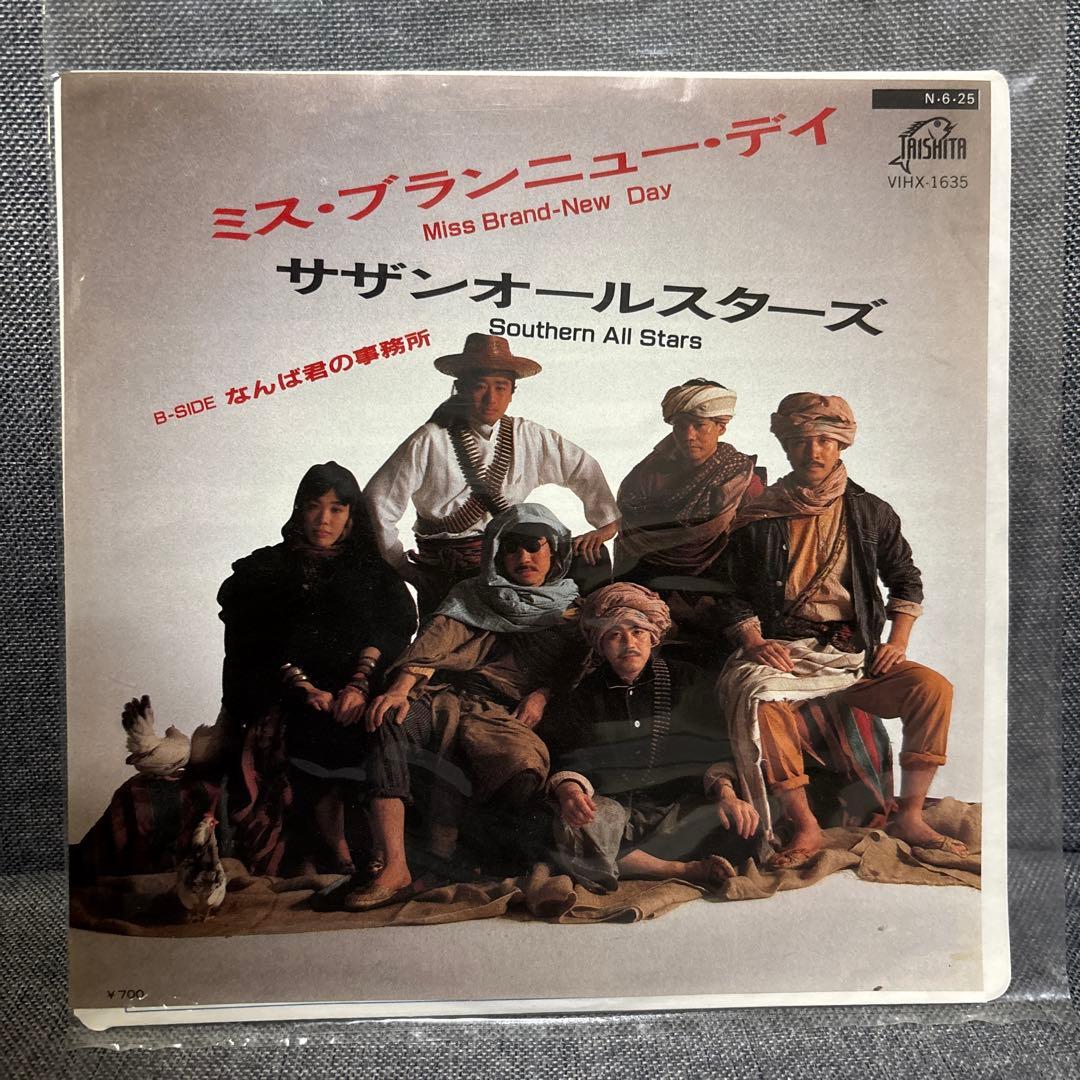 N・6・25
TAISHITA
VIHX-1635
ミス・ブランニュー・デイ
Miss Brand-New Day
サザンオールスターズ
Southern All Stars
B-SIDE なんば君の事務所
￥700